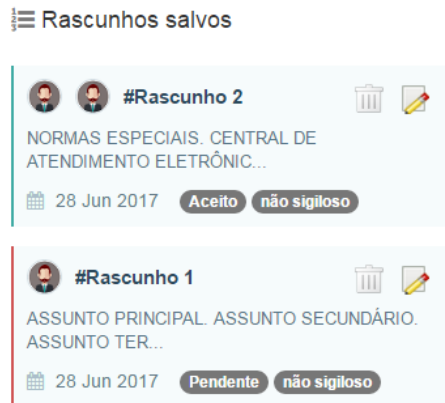 Rascunhos salvos
#Rascunho 2
NORMAS ESPECIAIS. CENTRAL DE
ATENDIMENTO ELETRÔNIC...
28 Jun 2017 Aceito não sigiloso
#Rascunho 1
ASSUNTO PRINCIPAL. ASSUNTO SECUNDÁRIO.
ASSUNTO TER...
28 Jun 2017 Pendente não sigiloso